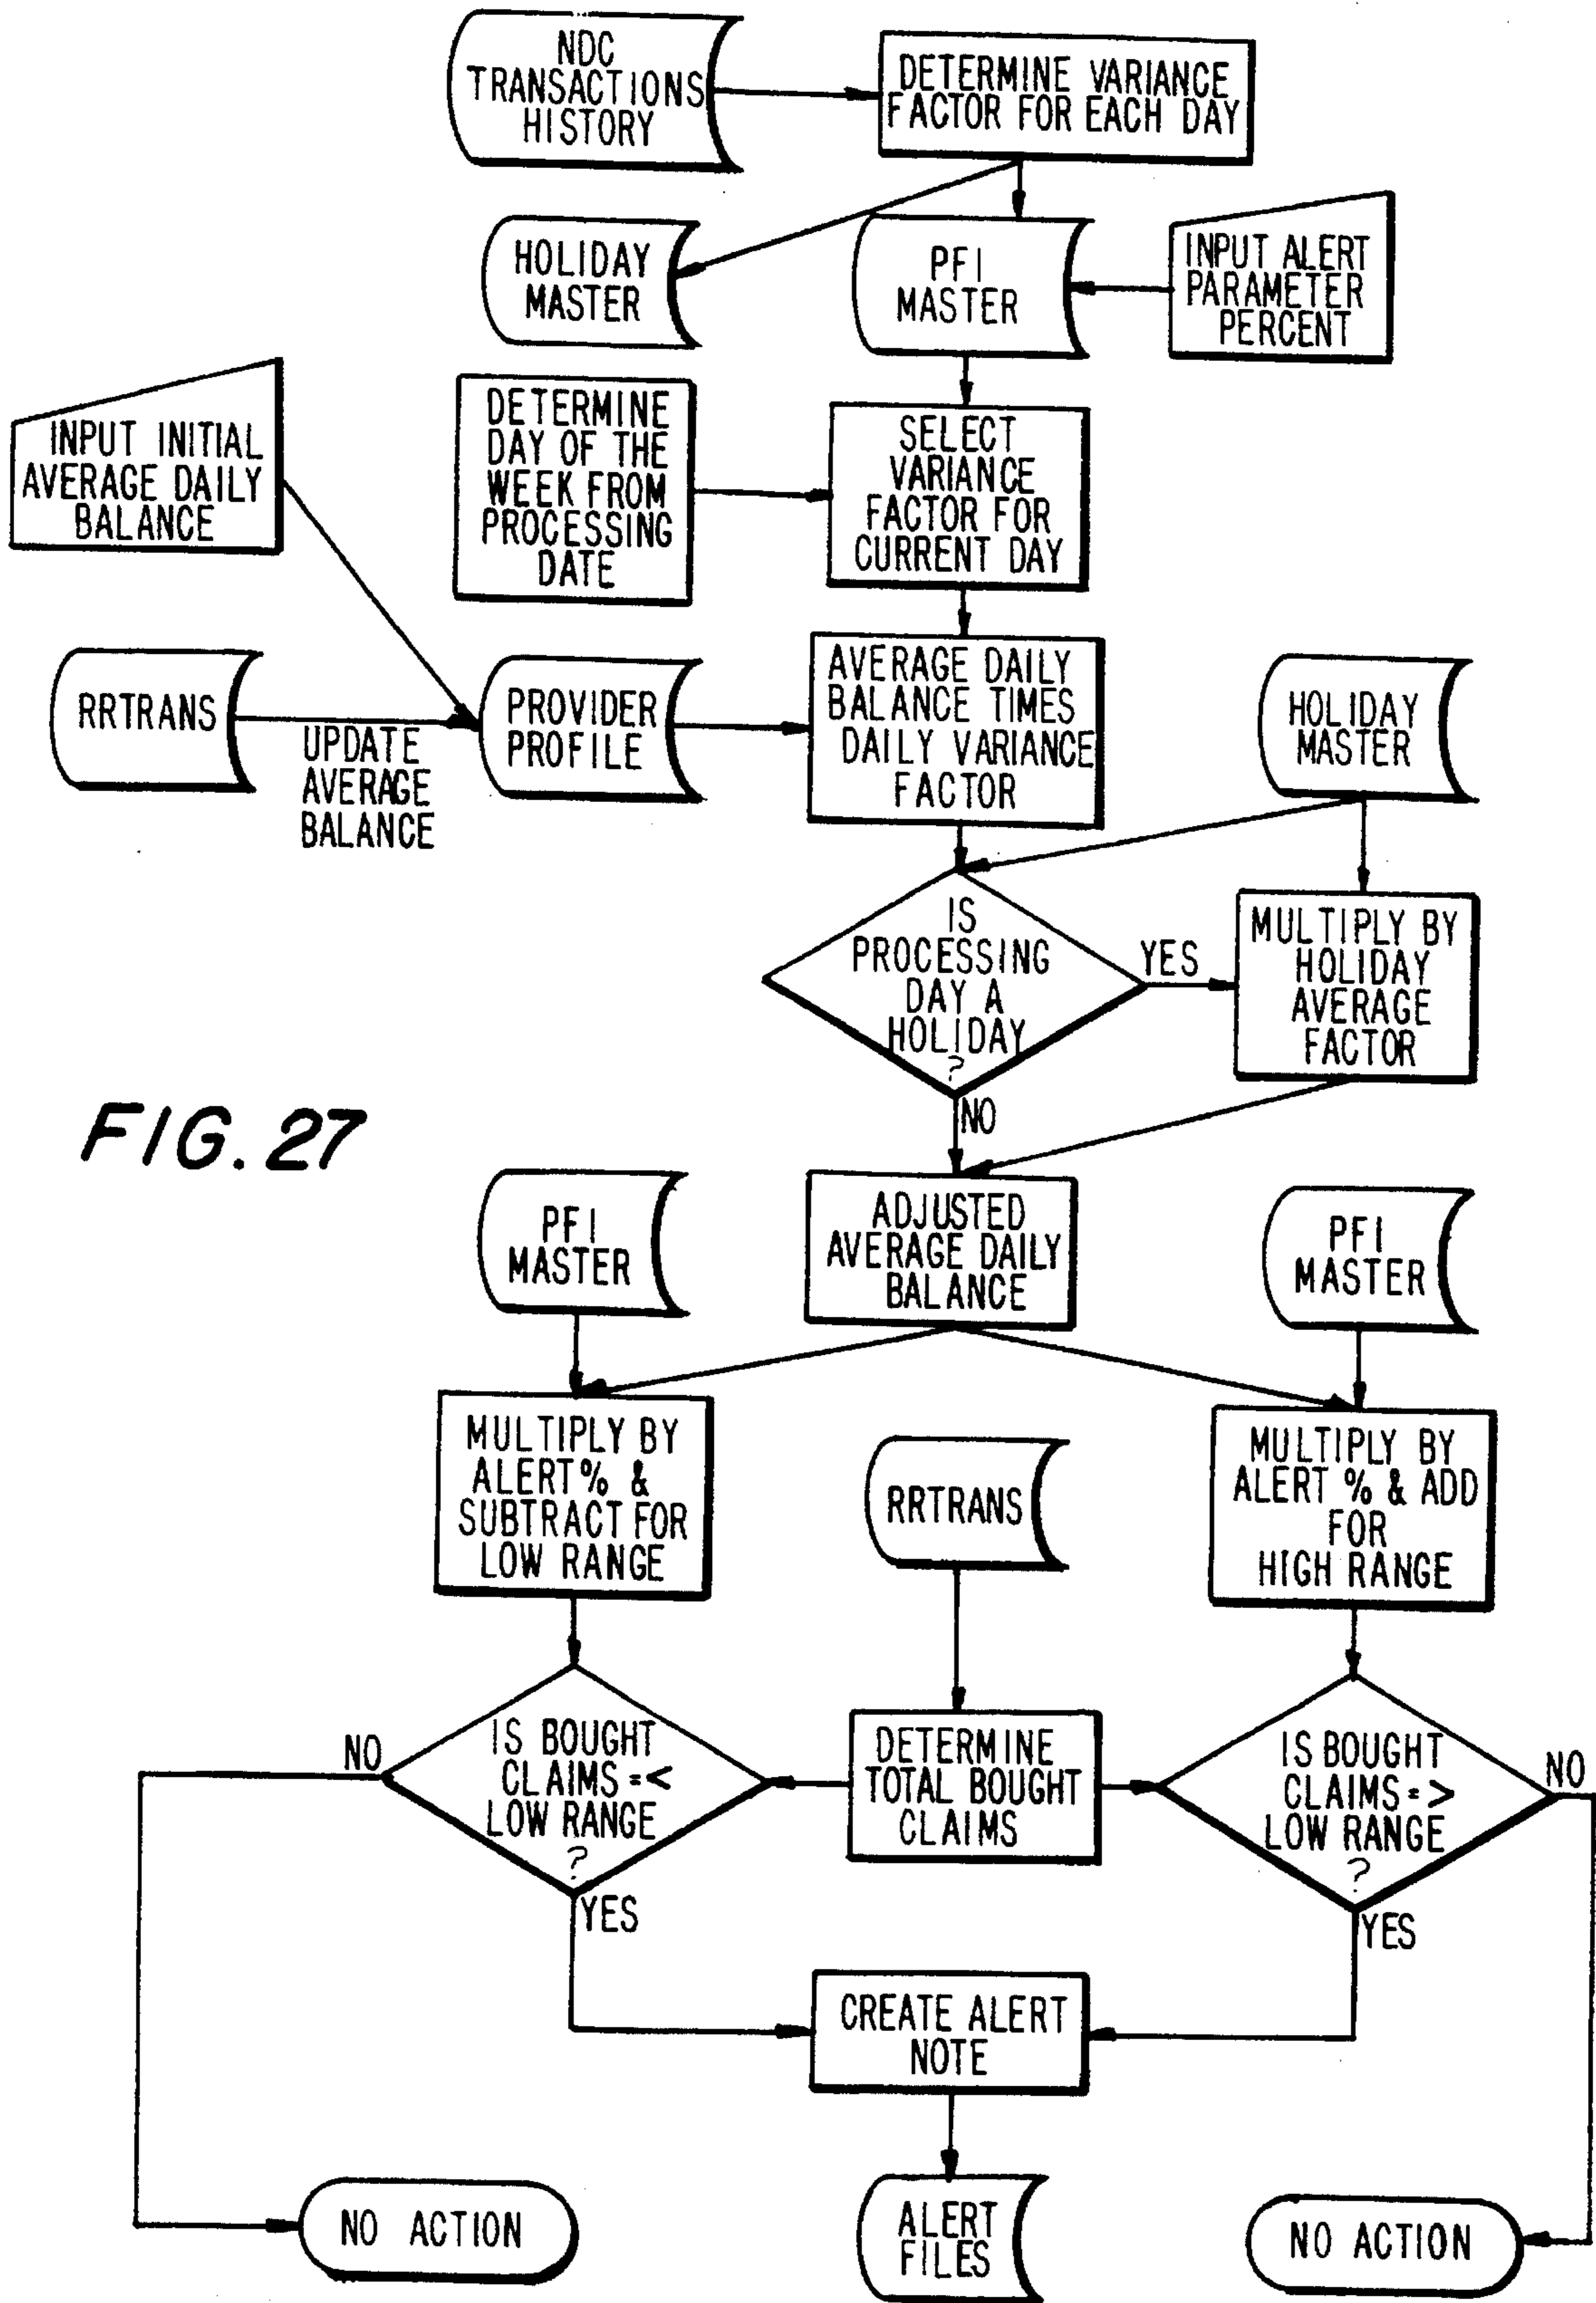 NDC
TRANSACTIONS
HISTORY
DETERMINE VARIANCE
FACTOR FOR EACH DAY
HOLIDAY
MASTER
PFI
MASTER
INPUT ALERT
PARAMETER
PERCENT
INPUT INITIAL
AVERAGE DAILY
BALANCE
DETERMINE
DAY OF THE
WEEK FROM
PROCESSING
DATE
SELECT
VARIANCE
FACTOR FOR
CURRENT DAY
RRTRANS
UPDATE
AVERAGE
BALANCE
PROVIDER
PROFILE
AVERAGE DAILY
BALANCE TIMES
DAILY VARIANCE
FACTOR
HOLIDAY
MASTER
IS
PROCESSING
DAY A
HOLIDAY
?
YES
MULTIPLY BY
HOLIDAY
AVERAGE
FACTOR
NO
FIG. 27
PFI
MASTER
ADJUSTED
AVERAGE DAILY
BALANCE
PFI
MASTER
MULTIPLY BY
ALERT % &
SUBTRACT FOR
LOW RANGE
RRTRANS
MULTIPLY BY
ALERT % & ADD
FOR
HIGH RANGE
NO
IS BOUGHT
CLAIMS =<
LOW RANGE
?
YES
DETERMINE
TOTAL BOUGHT
CLAIMS
IS BOUGHT
CLAIMS =>
LOW RANGE
?
NO
YES
CREATE ALERT
NOTE
NO ACTION
ALERT
FILES
NO ACTION